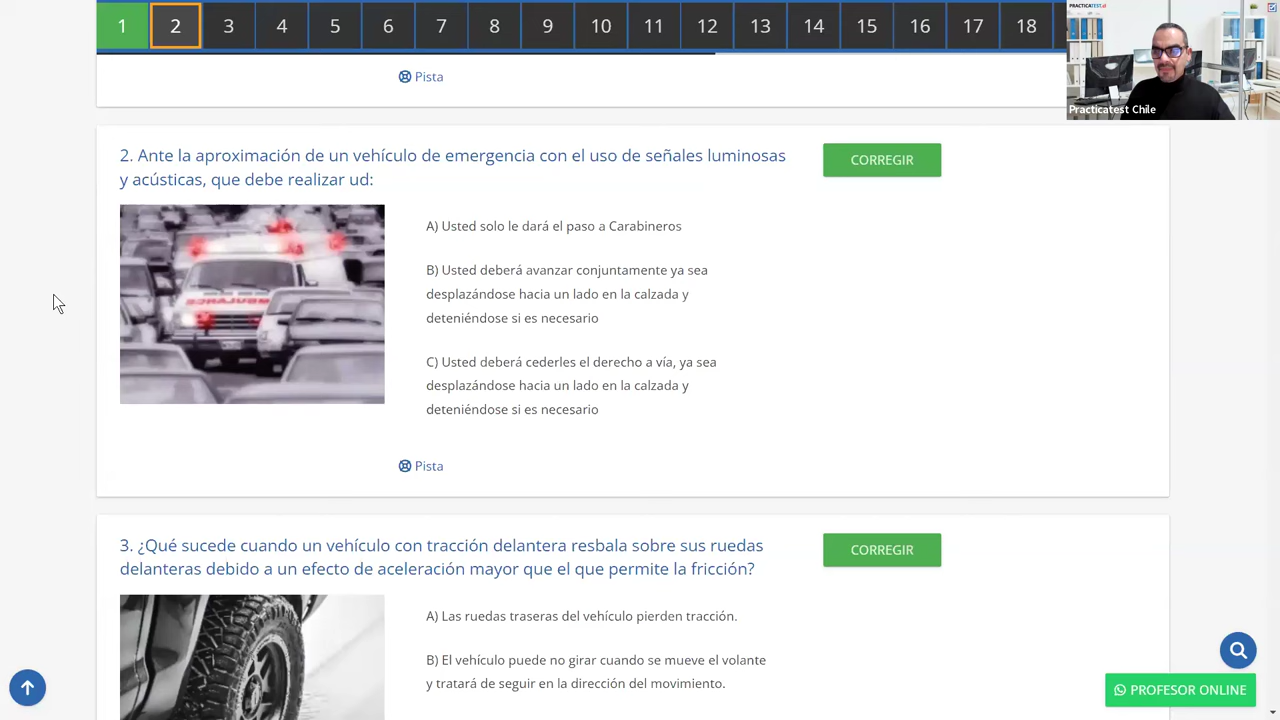 1 2 3 4 5 6 7 8 9 10 11 12 13 14 15 16 17 18
PRACTICATEST.cl
Practicatest Chile
Pista
2. Ante la aproximación de un vehículo de emergencia con el uso de señales luminosas
y acústicas, que debe realizar ud:
CORREGIR
A) Usted solo le dará el paso a Carabineros
B) Usted deberá avanzar conjuntamente ya sea
desplazándose hacia un lado en la calzada y
deteniéndose si es necesario
C) Usted deberá cederles el derecho a vía, ya sea
desplazándose hacia un lado en la calzada y
deteniéndose si es necesario
Pista
3. ¿Qué sucede cuando un vehículo con tracción delantera resbala sobre sus ruedas
delanteras debido a un efecto de aceleración mayor que el que permite la fricción?
CORREGIR
A) Las ruedas traseras del vehículo pierden tracción.
B) El vehículo puede no girar cuando se mueve el volante
y tratará de seguir en la dirección del movimiento.
PROFESOR ONLINE